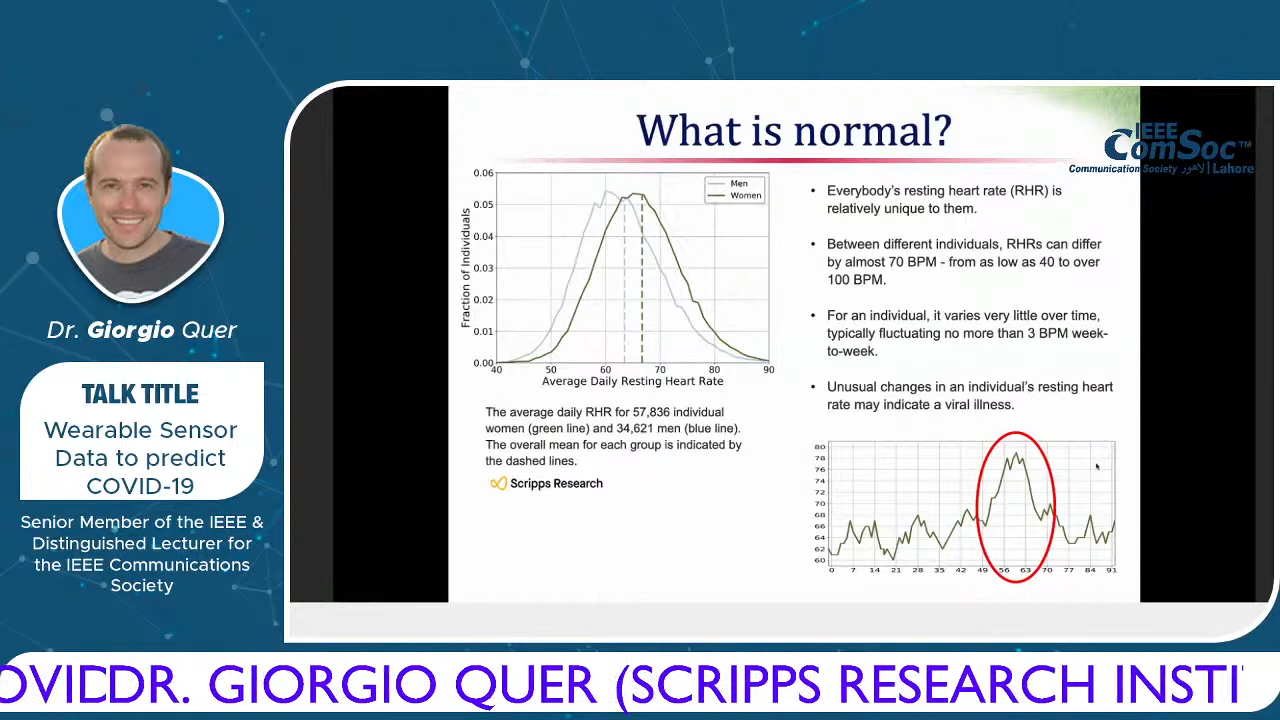 Dr. Giorgio Quer
TALK TITLE
Wearable Sensor
Data to predict
COVID-19
Senior Member of the IEEE &
Distinguished Lecturer for
the IEEE Communications
Society
What is normal?
IEEE
ComSoc™
Communication Society لاهور | Lahore
0.06
0.05
0.04
0.03
0.02
0.01
0.00
Fraction of Individuals
Men
Women
40 50 60 70 80 90
Average Daily Resting Heart Rate
The average daily RHR for 57,836 individual
women (green line) and 34,621 men (blue line).
The overall mean for each group is indicated by
the dashed lines.
Scripps Research
• Everybody's resting heart rate (RHR) is
relatively unique to them.
• Between different individuals, RHRs can differ
by almost 70 BPM - from as low as 40 to over
100 BPM.
• For an individual, it varies very little over time,
typically fluctuating no more than 3 BPM week-
to-week.
• Unusual changes in an individual's resting heart
rate may indicate a viral illness.
80
78
76
74
72
70
68
66
64
62
60
0 7 14 21 28 35 42 49 56 63 70 77 84 91
OVID DR. GIORGIO QUER (SCRIPPS RESEARCH INSTI